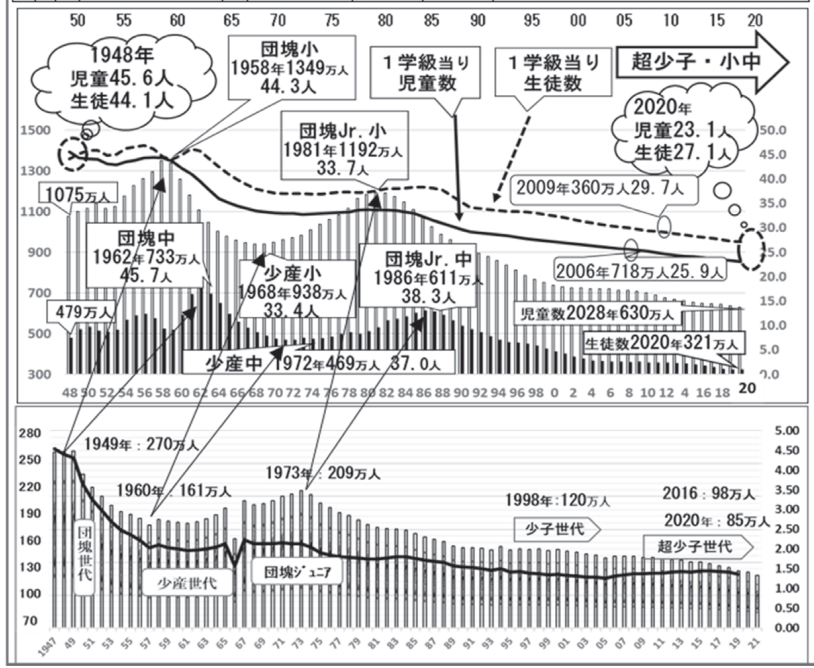 50 55 60 65 70 75 80 85 90 95 00 05 10 15 20
1948年
児童45.6人
生徒44.1人
団塊小
1958年1349万人
44.3人
1学級当り
児童数
1学級当り
生徒数
超少子・小中
2020年
児童23.1人
生徒27.1人
団塊Jr.小
1981年1192万人
33.7人
2009年360万人29.7人
1075万人
団塊中
1962年733万人
45.7人
少産小
1968年938万人
33.4人
団塊Jr.中
1986年611万人
38.3人
2006年718万人25.9人
479万人
児童数2028年630万人
生徒数2020年321万人
少産中 1972年469万人 37.0人
1500
1300
1100
900
700
500
300
50.0
45.0
40.0
35.0
30.0
25.0
20.0
15.0
10.0
5.0
0.0
48 50 52 54 56 58 60 62 64 66 68 70 72 74 76 78 80 82 84 86 88 90 92 94 96 98 0 2 4 6 08 10 12 14 16 18 20
280
250
220
190
160
130
100
70
5.00
4.50
4.00
3.50
3.00
2.50
2.00
1.50
1.00
0.50
0.00
1949年：270万人
1960年：161万人
1973年：209万人
1998年：120万人
2016：98万人
2020年：85万人
団塊世代
少産世代
団塊ジュニア
少子世代
超少子世代
1947 49 51 53 55 57 59 61 63 65 67 69 71 73 75 77 79 81 83 85 87 89 91 93 95 97 99 01 03 05 07 09 11 13 15 17 19 21